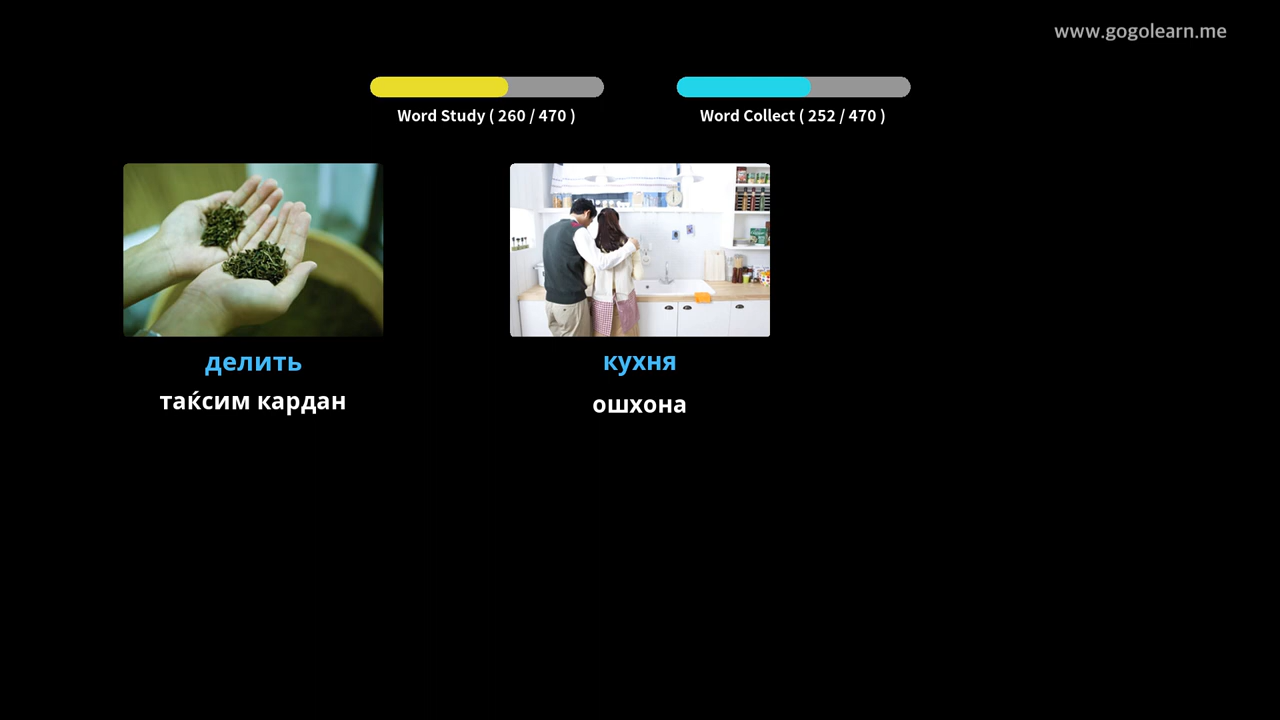 www.gogolearn.me
Word Study ( 260 / 470 )
Word Collect ( 252 / 470 )
делить
таќсим кардан
кухня
ошхона